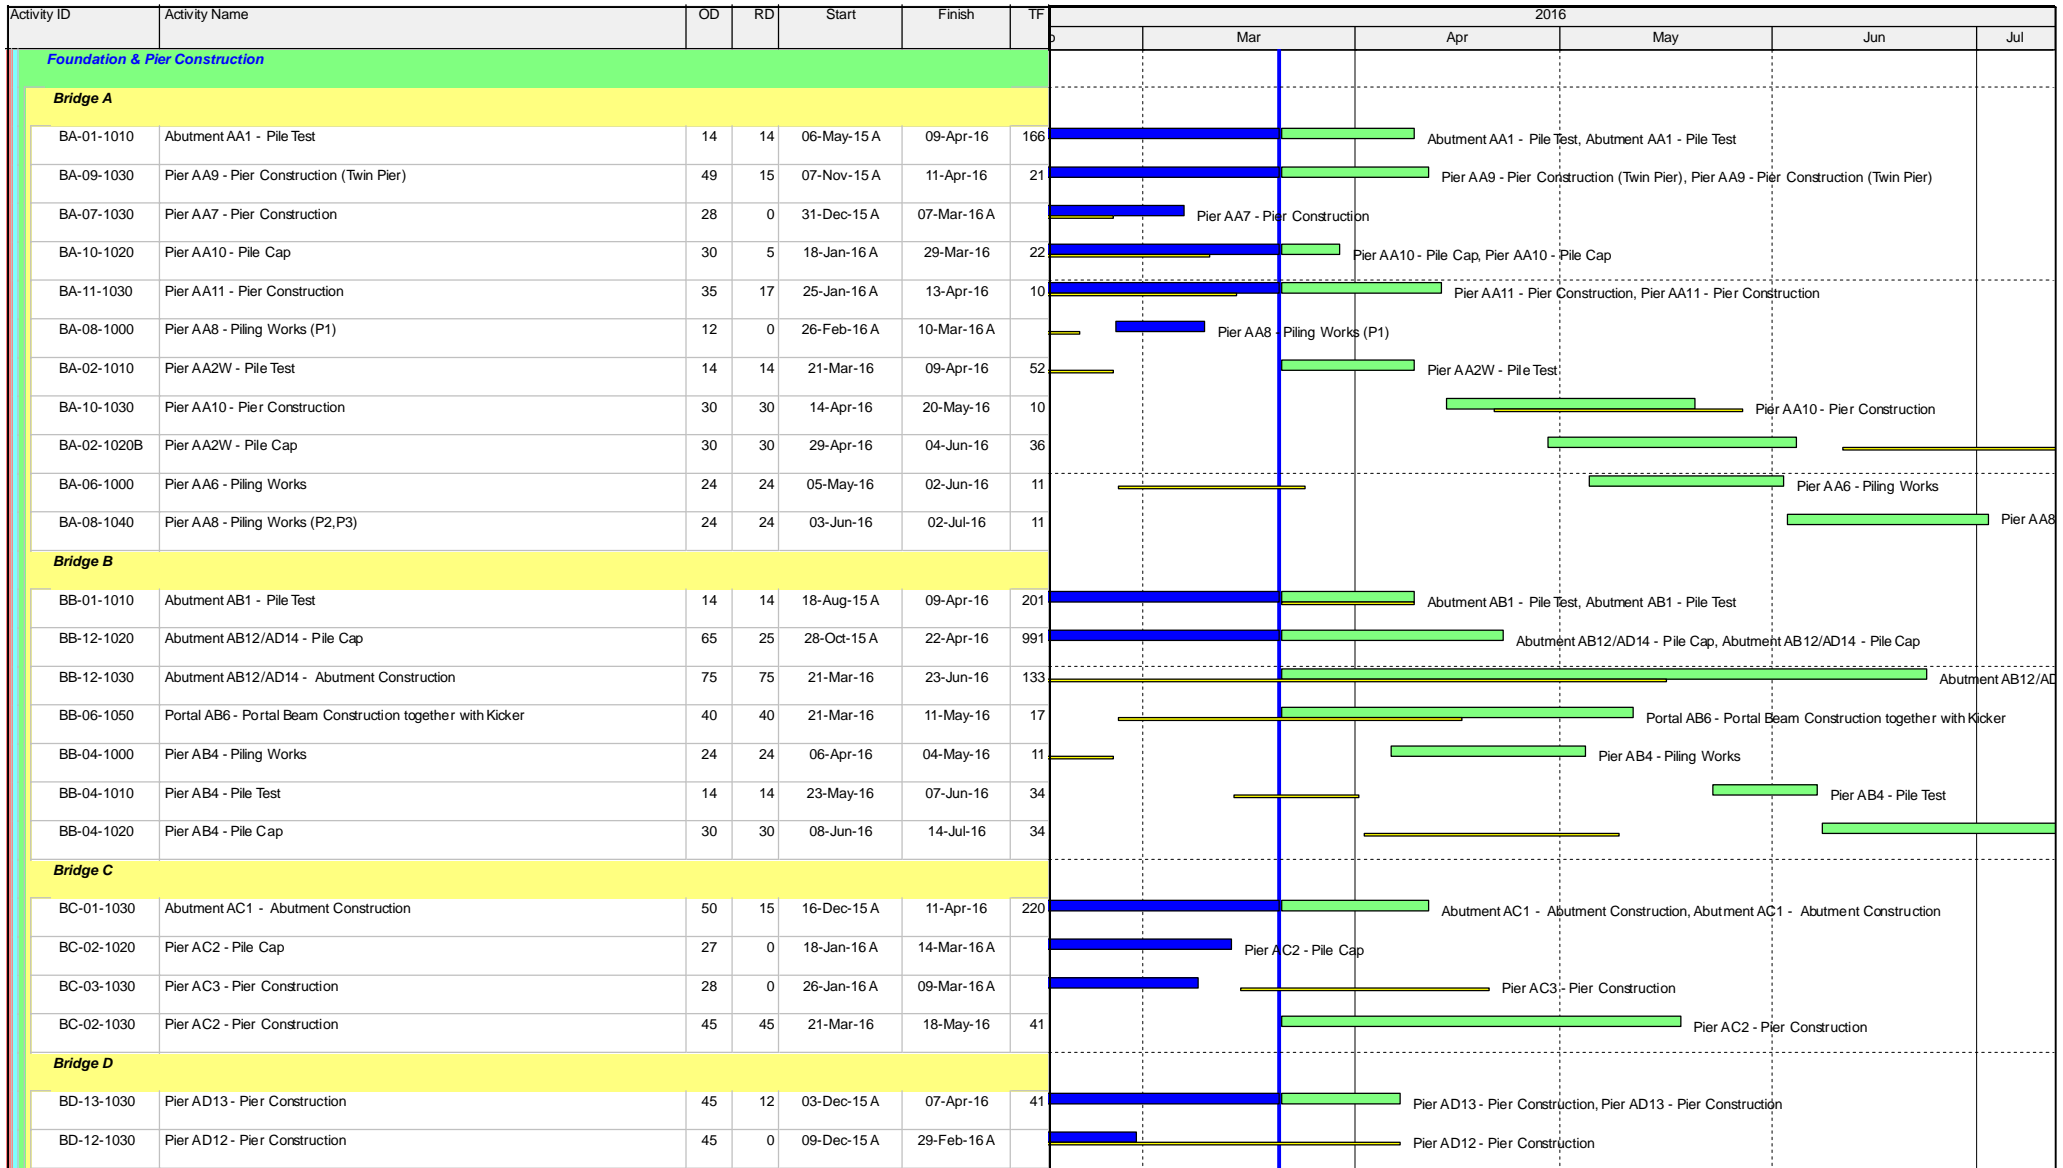 Activity ID Activity Name OD RD Start Finish TF 2016
Mar Apr May Jun Jul
Foundation & Pier Construction
Bridge A
BA-01-1010 Abutment AA1 - Pile Test 14 14 06-May-15 A 09-Apr-16 166 Abutment AA1 - Pile Test, Abutment AA1 - Pile Test
BA-09-1030 Pier AA9 - Pier Construction (Twin Pier) 49 15 07-Nov-15 A 11-Apr-16 21 Pier AA9 - Pier Construction (Twin Pier), Pier AA9 - Pier Construction (Twin Pier)
BA-07-1030 Pier AA7 - Pier Construction 28 0 31-Dec-15 A 07-Mar-16 A Pier AA7 - Pier Construction
BA-10-1020 Pier AA10 - Pile Cap 30 5 18-Jan-16 A 29-Mar-16 22 Pier AA10 - Pile Cap, Pier AA10 - Pile Cap
BA-11-1030 Pier AA11 - Pier Construction 35 17 25-Jan-16 A 13-Apr-16 10 Pier AA11 - Pier Construction, Pier AA11 - Pier Construction
BA-08-1000 Pier AA8 - Piling Works (P1) 12 0 26-Feb-16 A 10-Mar-16 A Pier AA8 - Piling Works (P1)
BA-02-1010 Pier AA2W - Pile Test 14 14 21-Mar-16 09-Apr-16 52 Pier AA2W - Pile Test
BA-10-1030 Pier AA10 - Pier Construction 30 30 14-Apr-16 20-May-16 10 Pier AA10 - Pier Construction
BA-02-1020B Pier AA2W - Pile Cap 30 30 29-Apr-16 04-Jun-16 36
BA-06-1000 Pier AA6 - Piling Works 24 24 05-May-16 02-Jun-16 11 Pier AA6 - Piling Works
BA-08-1040 Pier AA8 - Piling Works (P2,P3) 24 24 03-Jun-16 02-Jul-16 11 Pier AA8
Bridge B
BB-01-1010 Abutment AB1 - Pile Test 14 14 18-Aug-15 A 09-Apr-16 201 Abutment AB1 - Pile Test, Abutment AB1 - Pile Test
BB-12-1020 Abutment AB12/AD14 - Pile Cap 65 25 28-Oct-15 A 22-Apr-16 991 Abutment AB12/AD14 - Pile Cap, Abutment AB12/AD14 - Pile Cap
BB-12-1030 Abutment AB12/AD14 - Abutment Construction 75 75 21-Mar-16 23-Jun-16 133 Abutment AB12/AD
BB-06-1050 Portal AB6 - Portal Beam Construction together with Kicker 40 40 21-Mar-16 11-May-16 17 Portal AB6 - Portal Beam Construction together with Kicker
BB-04-1000 Pier AB4 - Piling Works 24 24 06-Apr-16 04-May-16 11 Pier AB4 - Piling Works
BB-04-1010 Pier AB4 - Pile Test 14 14 23-May-16 07-Jun-16 34 Pier AB4 - Pile Test
BB-04-1020 Pier AB4 - Pile Cap 30 30 08-Jun-16 14-Jul-16 34
Bridge C
BC-01-1030 Abutment AC1 - Abutment Construction 50 15 16-Dec-15 A 11-Apr-16 220 Abutment AC1 - Abutment Construction, Abutment AC1 - Abutment Construction
BC-02-1020 Pier AC2 - Pile Cap 27 0 18-Jan-16 A 14-Mar-16 A Pier AC2 - Pile Cap
BC-03-1030 Pier AC3 - Pier Construction 28 0 26-Jan-16 A 09-Mar-16 A Pier AC3 - Pier Construction
BC-02-1030 Pier AC2 - Pier Construction 45 45 21-Mar-16 18-May-16 41 Pier AC2 - Pier Construction
Bridge D
BD-13-1030 Pier AD13 - Pier Construction 45 12 03-Dec-15 A 07-Apr-16 41 Pier AD13 - Pier Construction, Pier AD13 - Pier Construction
BD-12-1030 Pier AD12 - Pier Construction 45 0 09-Dec-15 A 29-Feb-16 A Pier AD12 - Pier Construction